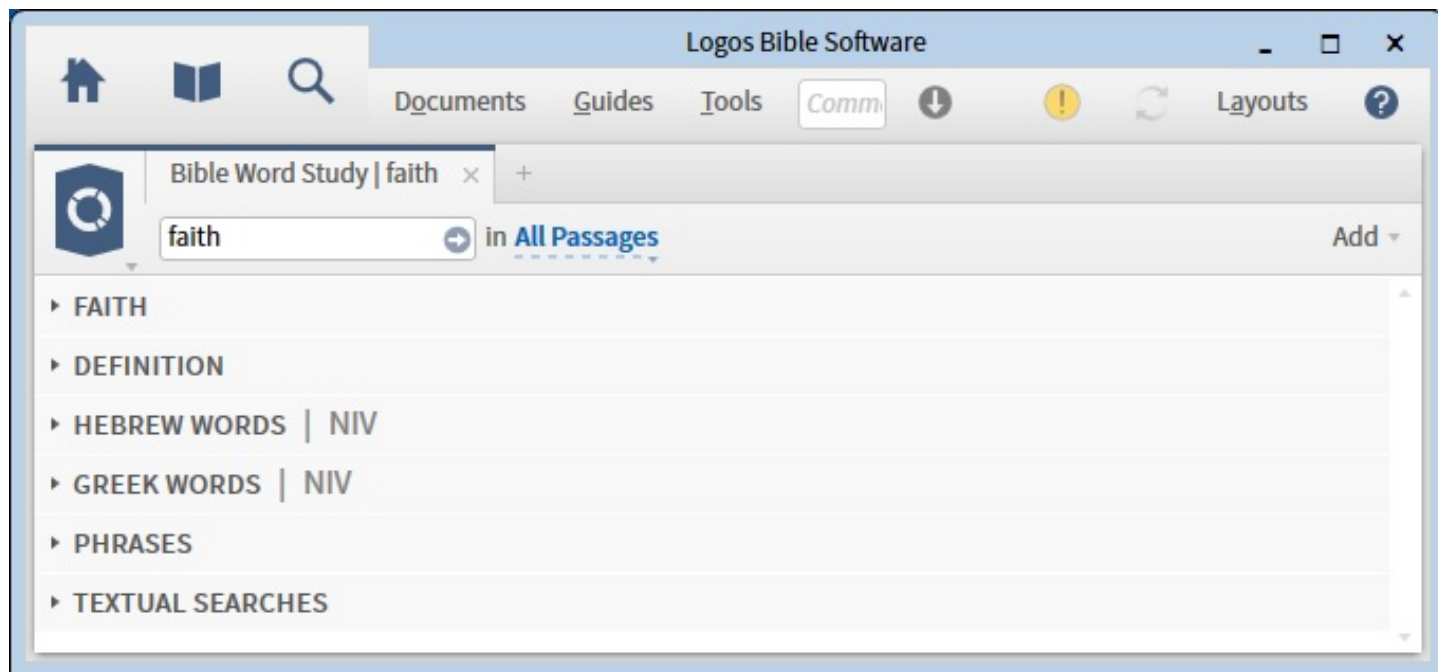 Logos Bible Software
Documents Guides Tools Comm Layouts
Bible Word Study | faith
faith in All Passages Add
FAITH
DEFINITION
HEBREW WORDS | NIV
GREEK WORDS | NIV
PHRASES
TEXTUAL SEARCHES